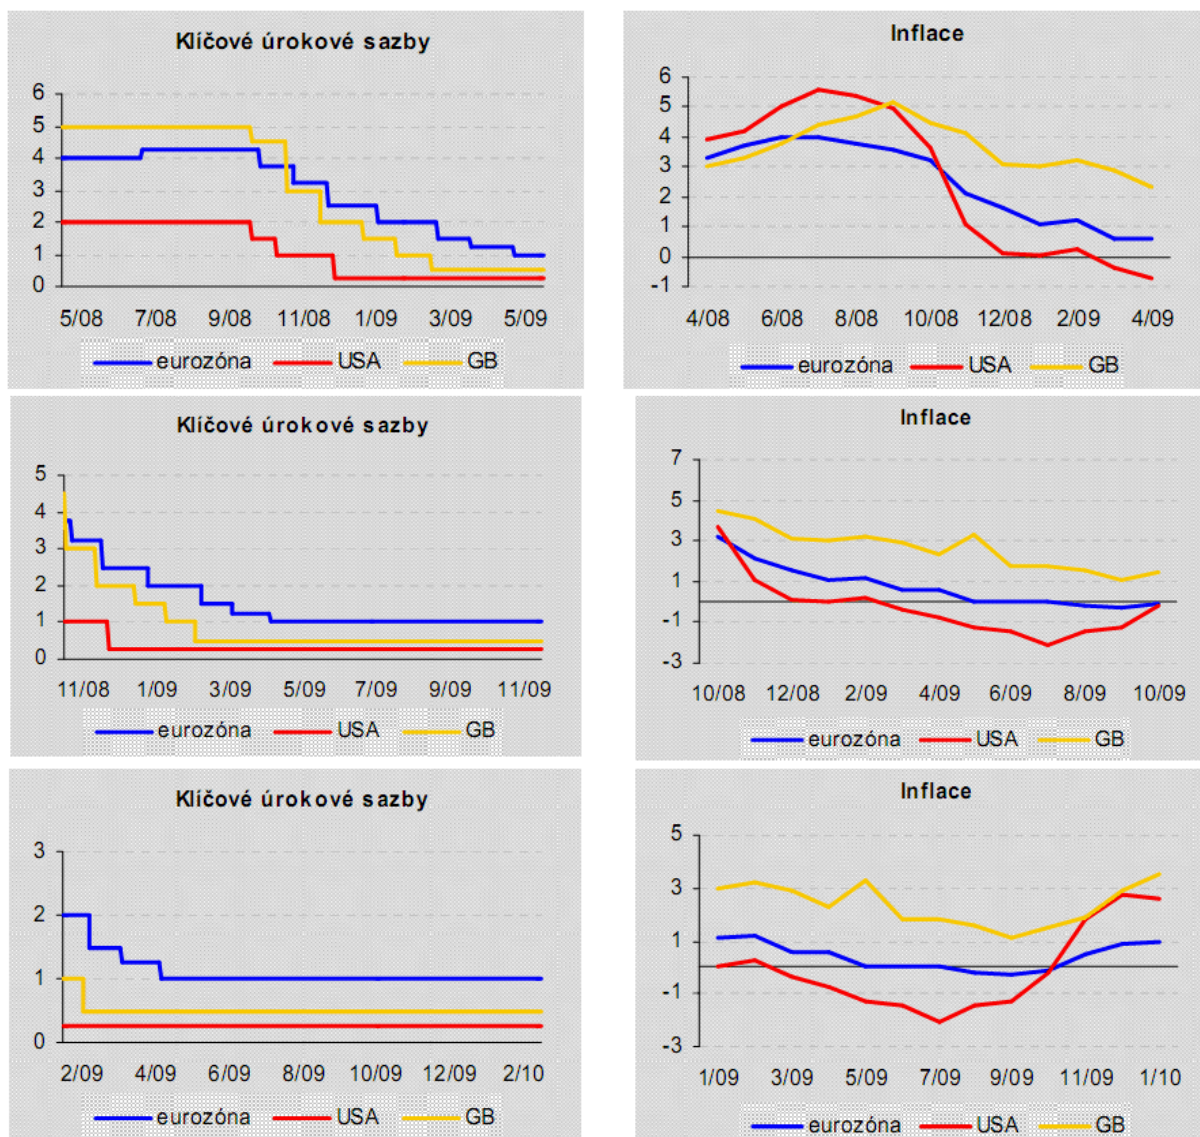 Klíčové úrokové sazby
6
5
4
3
2
1
0
5/08 7/08 9/08 11/08 1/09 3/09 5/09
eurozóna USA GB
Inflace
6
5
4
3
2
1
0
-1
4/08 6/08 8/08 10/08 12/08 2/09 4/09
eurozóna USA GB
Klíčové úrokové sazby
5
4
3
2
1
0
11/08 1/09 3/09 5/09 7/09 9/09 11/09
eurozóna USA GB
Inflace
7
5
3
1
-1
-3
10/08 12/08 2/09 4/09 6/09 8/09 10/09
eurozóna USA GB
Klíčové úrokové sazby
3
2
1
0
2/09 4/09 6/09 8/09 10/09 12/09 2/10
eurozóna USA GB
Inflace
5
3
1
-1
-3
1/09 3/09 5/09 7/09 9/09 11/09 1/10
eurozóna USA GB